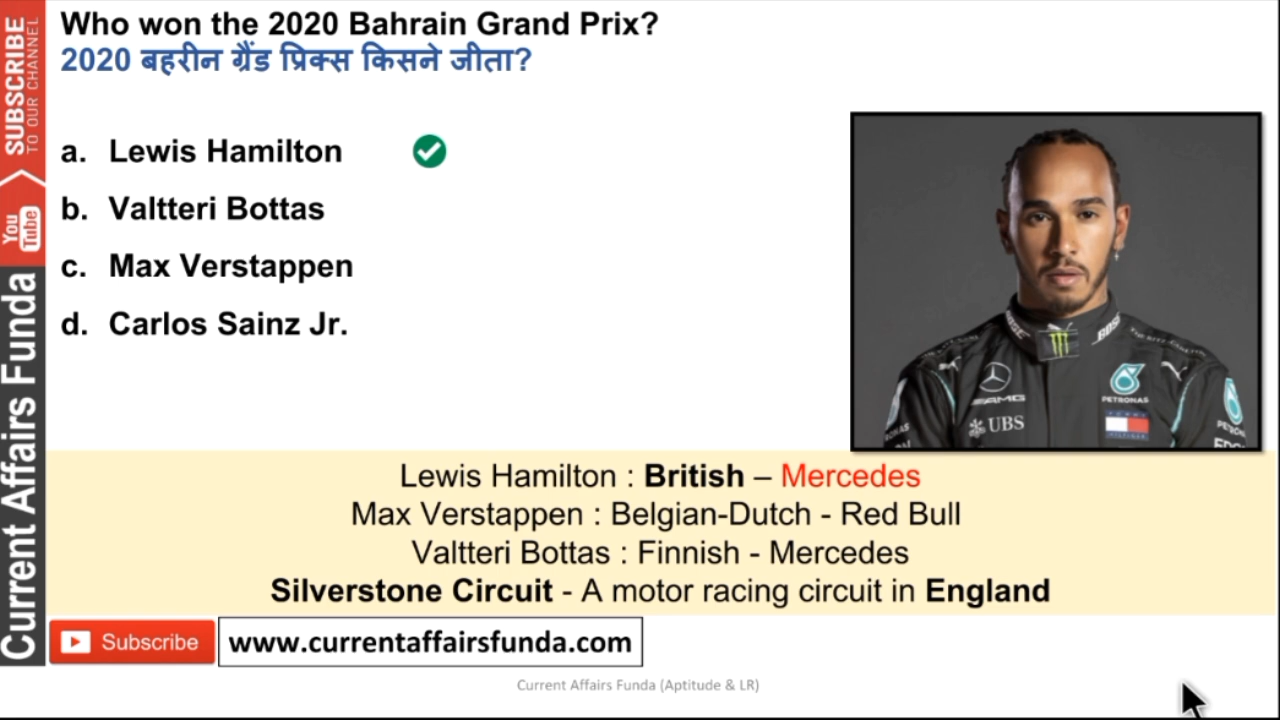 Who won the 2020 Bahrain Grand Prix?
2020 बहरीन ग्रैंड प्रिक्स किसने जीता?
a. Lewis Hamilton
b. Valtteri Bottas
c. Max Verstappen
d. Carlos Sainz Jr.
AMG
UBS
PETRONAS
Lewis Hamilton : British – Mercedes
Max Verstappen : Belgian-Dutch - Red Bull
Valtteri Bottas : Finnish - Mercedes
Silverstone Circuit - A motor racing circuit in England
SUBSCRIBE
TO OUR CHANNEL
You
Tube
Current Affairs Funda
Subscribe
www.currentaffairsfunda.com
Current Affairs Funda (Aptitude & LR)